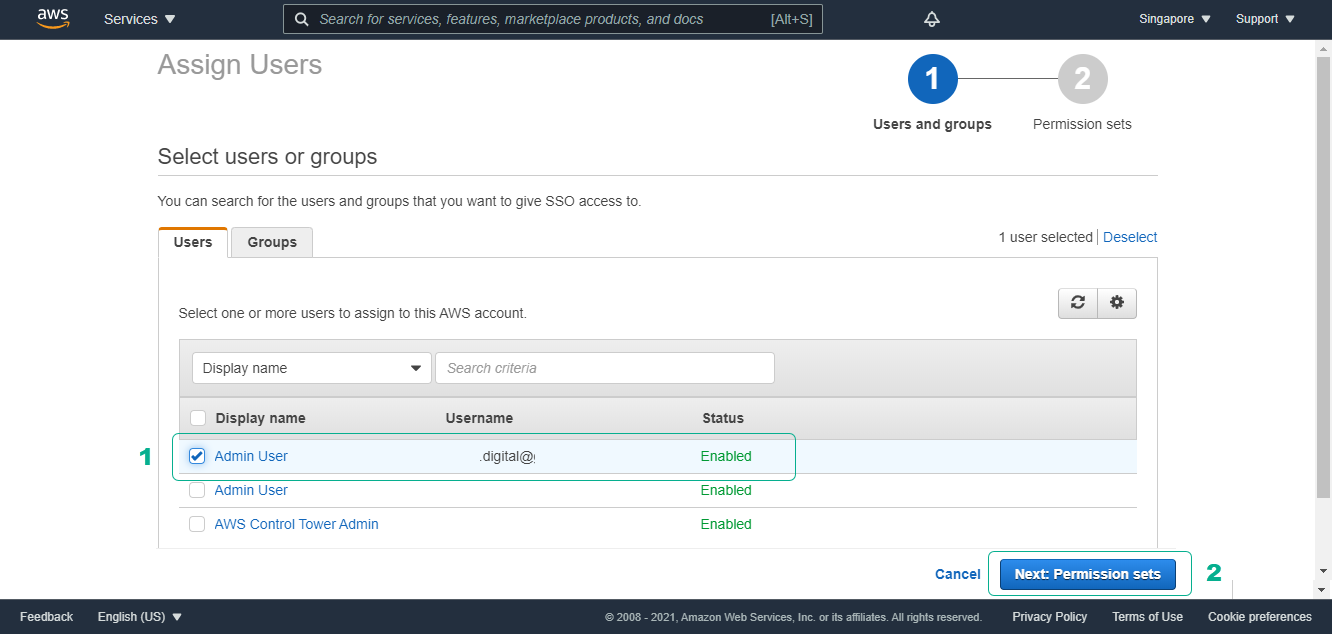 aws Services Search for services, features, marketplace products, and docs [Alt+S] Singapore Support
Assign Users
1 2
Users and groups Permission sets
Select users or groups
You can search for the users and groups that you want to give SSO access to.
Users Groups 1 user selected Deselect
Select one or more users to assign to this AWS account.
Display name Search criteria
Display name Username Status
1 Admin User .digital@ Enabled
Admin User Enabled
AWS Control Tower Admin Enabled
Cancel Next: Permission sets 2
Feedback English (US) © 2008 - 2021, Amazon Web Services, Inc. or its affiliates. All rights reserved. Privacy Policy Terms of Use Cookie preferences